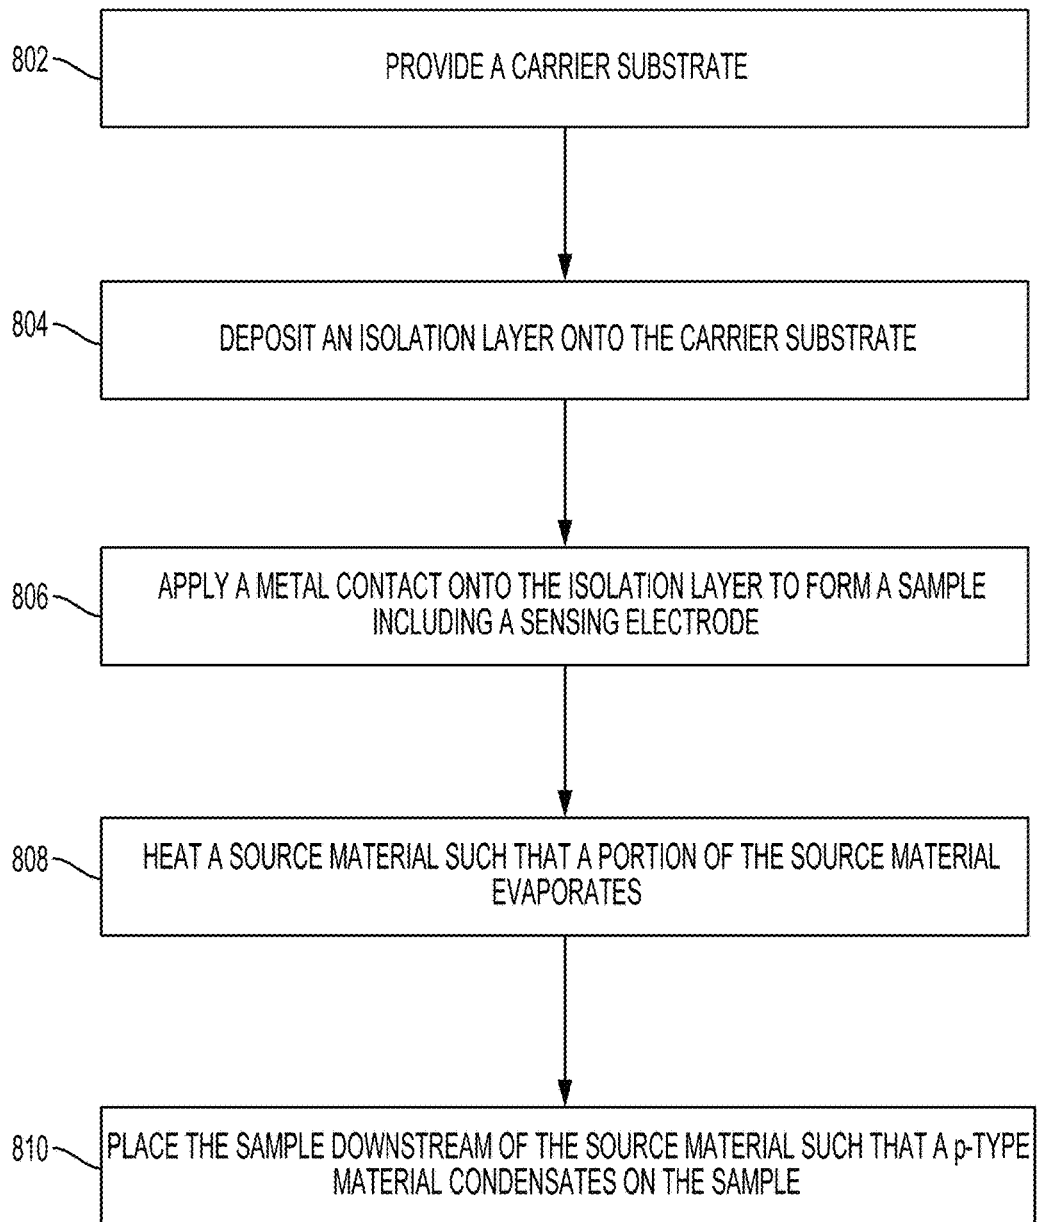 802
PROVIDE A CARRIER SUBSTRATE
804
DEPOSIT AN ISOLATION LAYER ONTO THE CARRIER SUBSTRATE
806
APPLY A METAL CONTACT ONTO THE ISOLATION LAYER TO FORM A SAMPLE
INCLUDING A SENSING ELECTRODE
808
HEAT A SOURCE MATERIAL SUCH THAT A PORTION OF THE SOURCE MATERIAL
EVAPORATES
810
PLACE THE SAMPLE DOWNSTREAM OF THE SOURCE MATERIAL SUCH THAT A p-TYPE
MATERIAL CONDENSATES ON THE SAMPLE